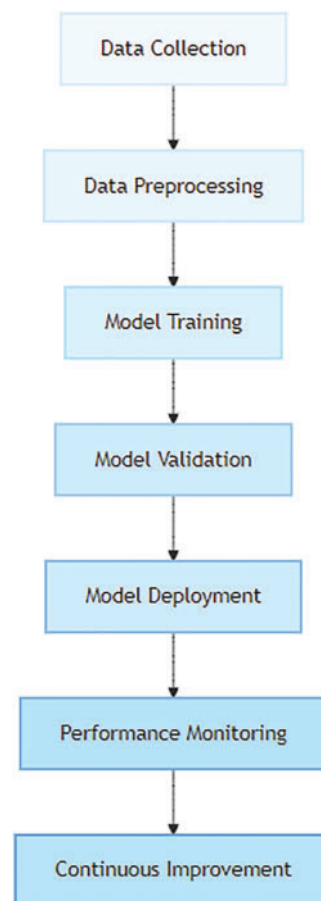 Data Collection
Data Preprocessing
Model Training
Model Validation
Model Deployment
Performance Monitoring
Continuous Improvement